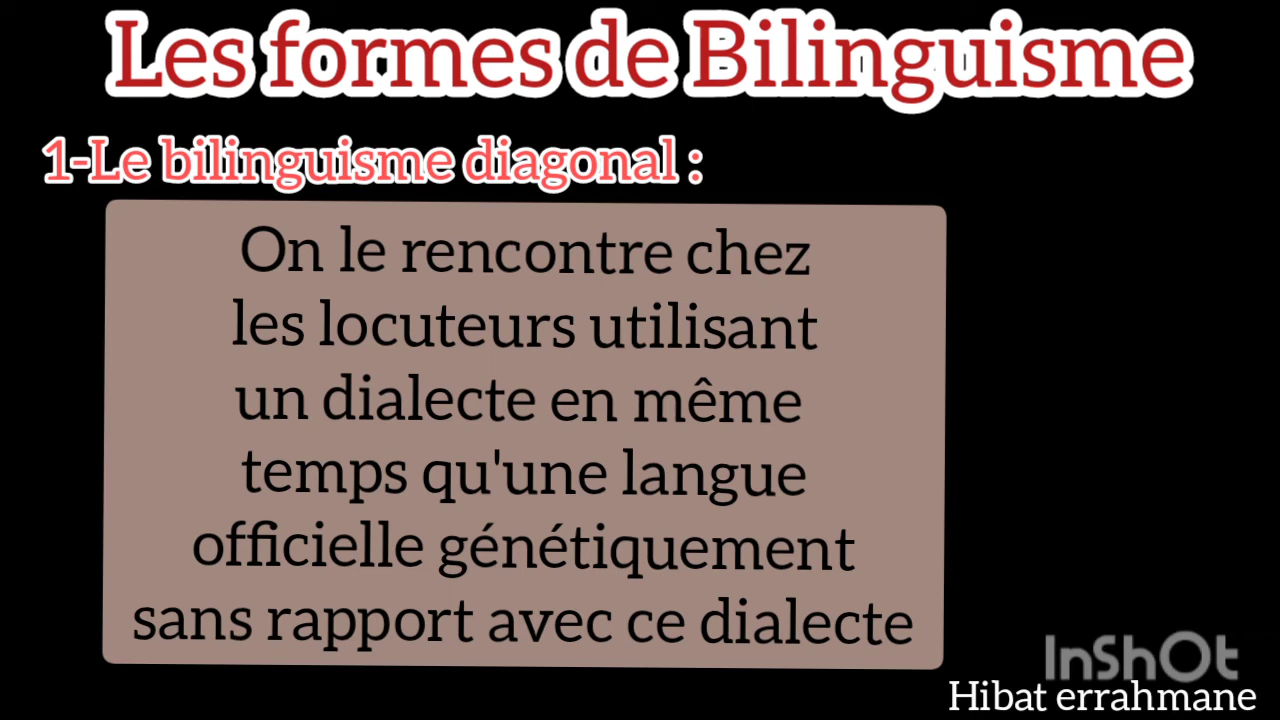 Les formes de Bilinguisme
1-Le bilinguisme diagonal :
On le rencontre chez
les locuteurs utilisant
un dialecte en même
temps qu'une langue
officielle génétiquement
sans rapport avec ce dialecte
InShOt
Hibat errahmane